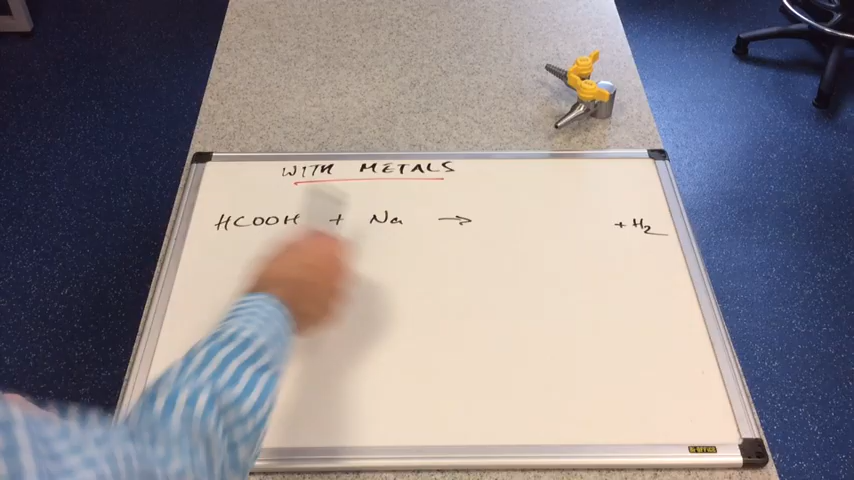 WITH METALS
HCOOH + Na → + H₂